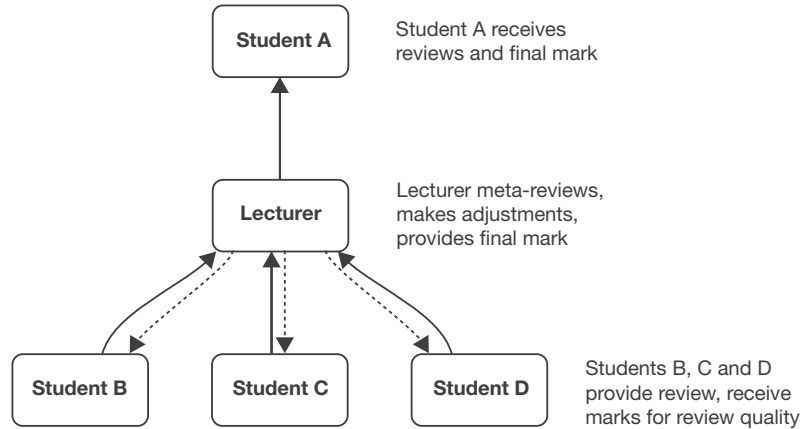 Student A
Student A receives
reviews and final mark
Lecturer
Lecturer meta-reviews,
makes adjustments,
provides final mark
Student B
Student C
Student D
Students B, C and D
provide review, receive
marks for review quality